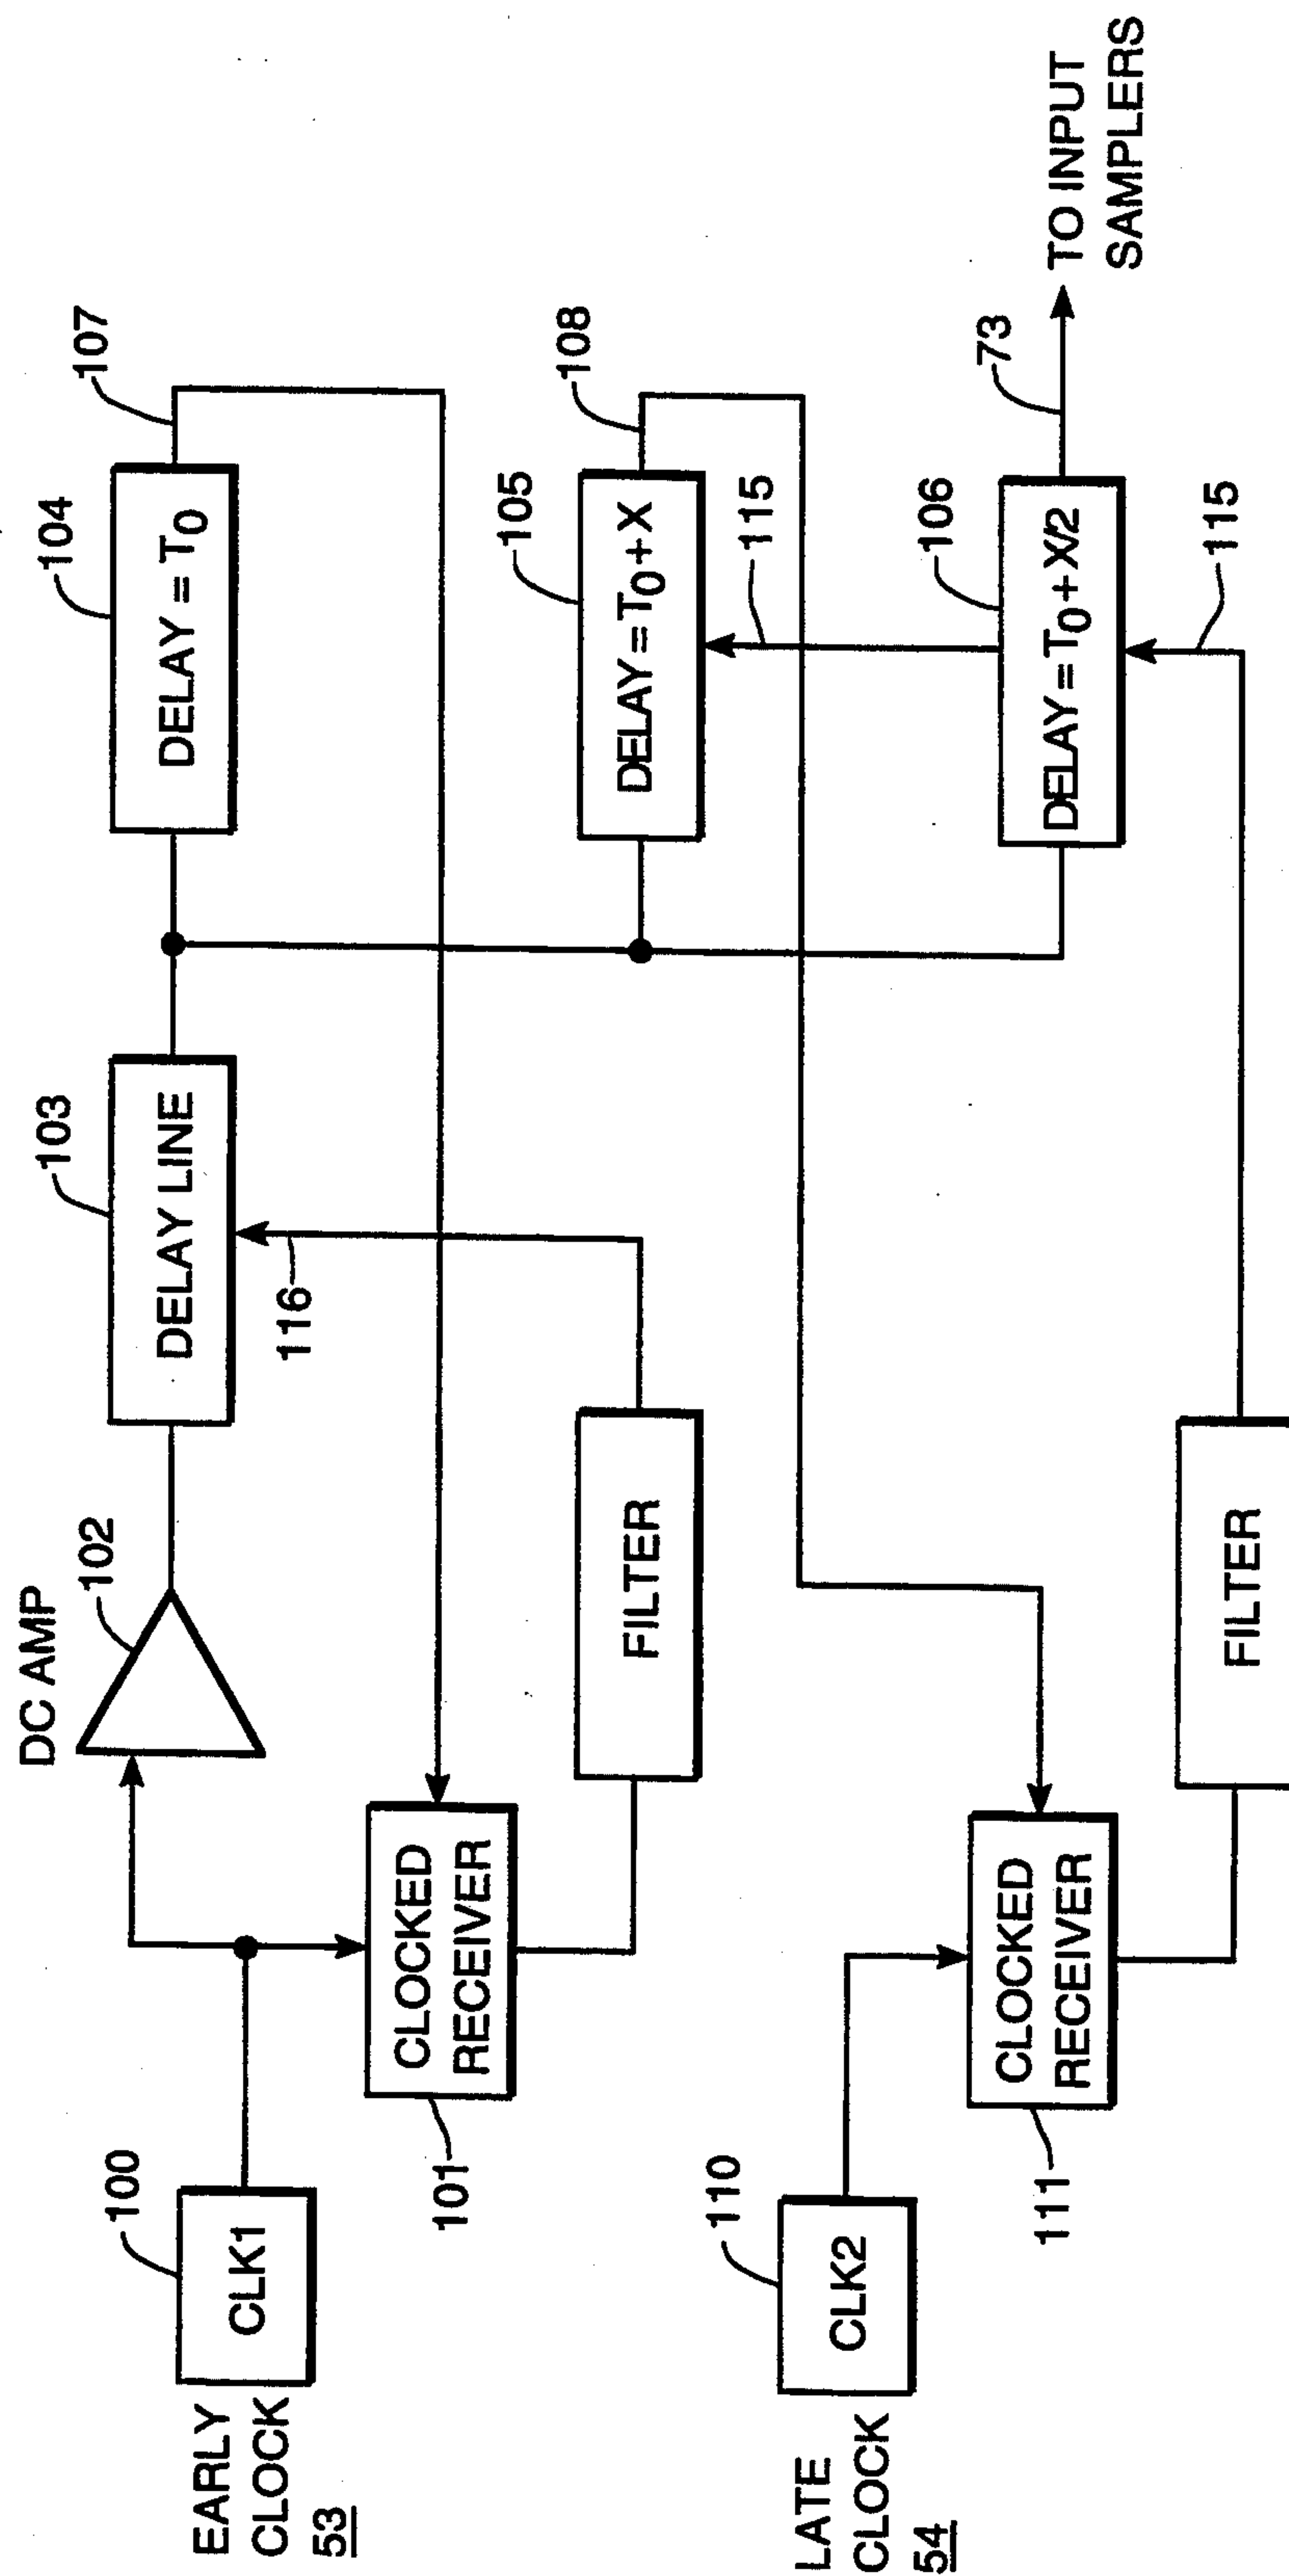 DC AMP
102
103
DELAY LINE
104
DELAY = T0
107
EARLY
CLOCK
53
100
CLK1
101
CLOCKED
RECEIVER
FILTER
116
105
DELAY = T0 + X
108
115
LATE
CLOCK
54
110
CLK2
111
CLOCKED
RECEIVER
FILTER
106
DELAY = T0 + X/2
73
TO INPUT
SAMPLERS
115